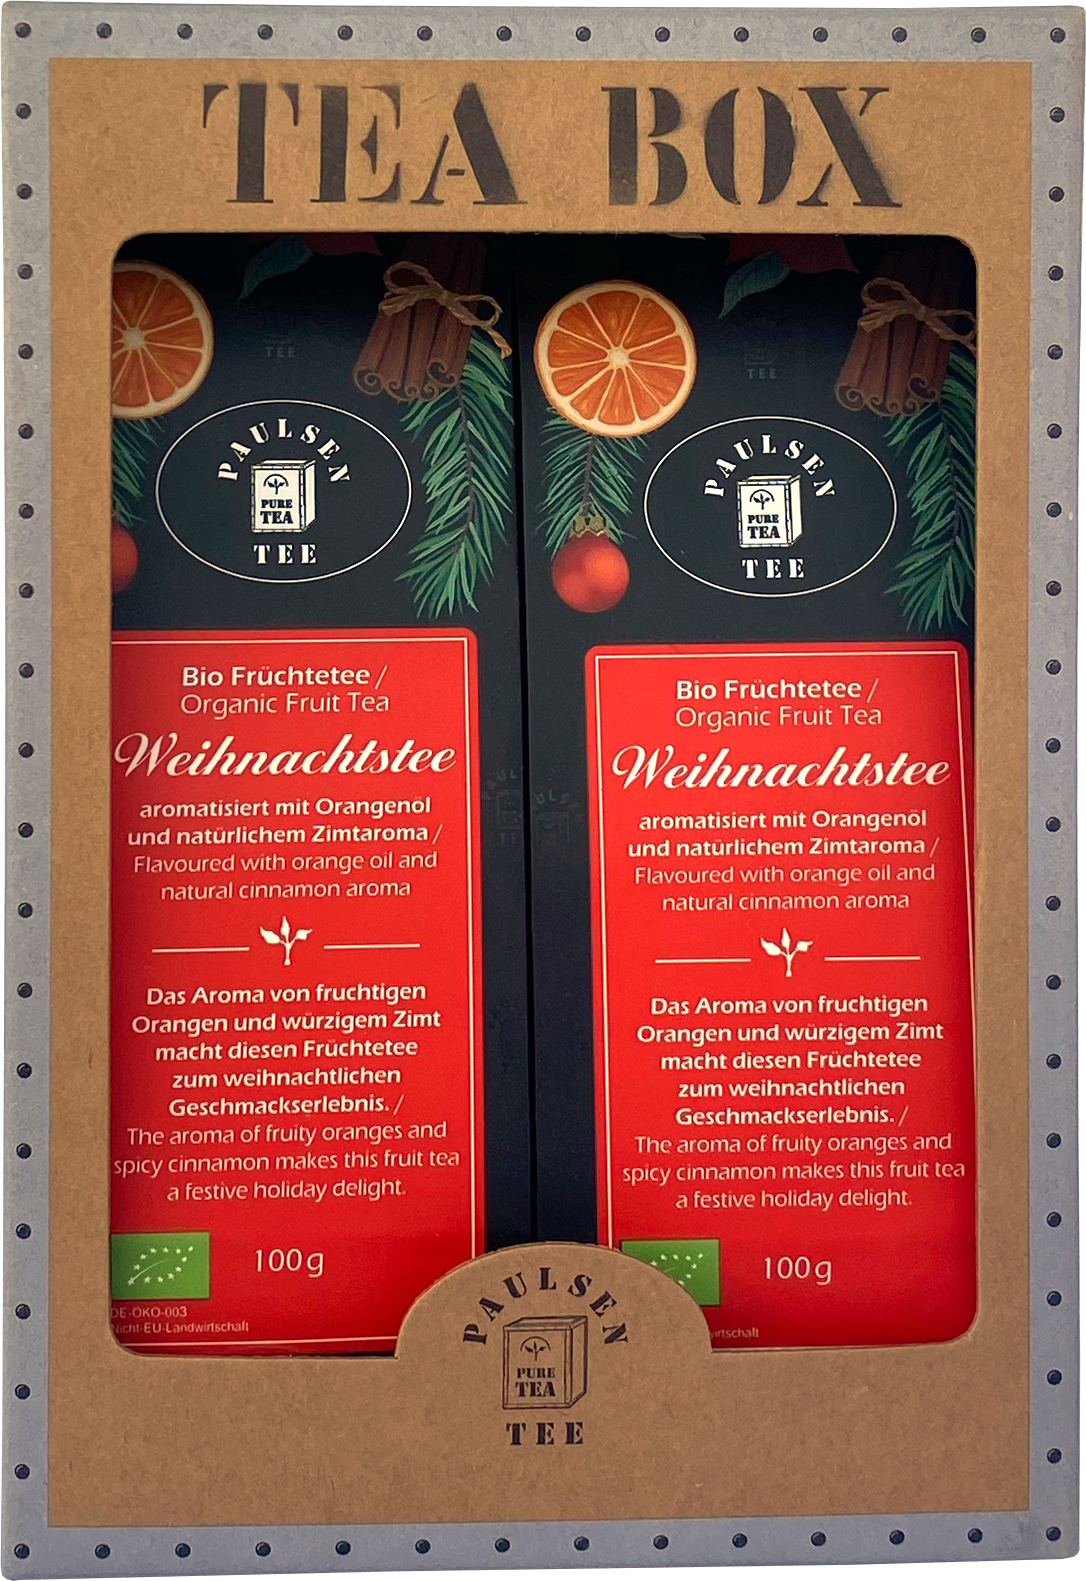 TEA BOX
TEE
PAULSEN
PURE
TEA
TEE
Bio Früchtetee /
Organic Fruit Tea
Weihnachtstee
aromatisiert mit Orangenöl
und natürlichem Zimtaroma /
Flavoured with orange oil and
natural cinnamon aroma
Das Aroma von fruchtigen
Orangen und würzigem Zimt
macht diesen Früchtetee
zum weihnachtlichen
Geschmackserlebnis. /
The aroma of fruity oranges and
spicy cinnamon makes this fruit tea
a festive holiday delight.
100g
DE-ÖKO-003
Nicht-EU-Landwirtschaft
TEE
PAULSEN
PURE
TEA
TEE
Bio Früchtetee /
Organic Fruit Tea
Weihnachtstee
aromatisiert mit Orangenöl
und natürlichem Zimtaroma /
Flavoured with orange oil and
natural cinnamon aroma
Das Aroma von fruchtigen
Orangen und würzigem Zimt
macht diesen Früchtetee
zum weihnachtlichen
Geschmackserlebnis. /
The aroma of fruity oranges and
spicy cinnamon makes this fruit tea
a festive holiday delight.
100g
wirtschaft
PAULSEN
PURE
TEA
TEE